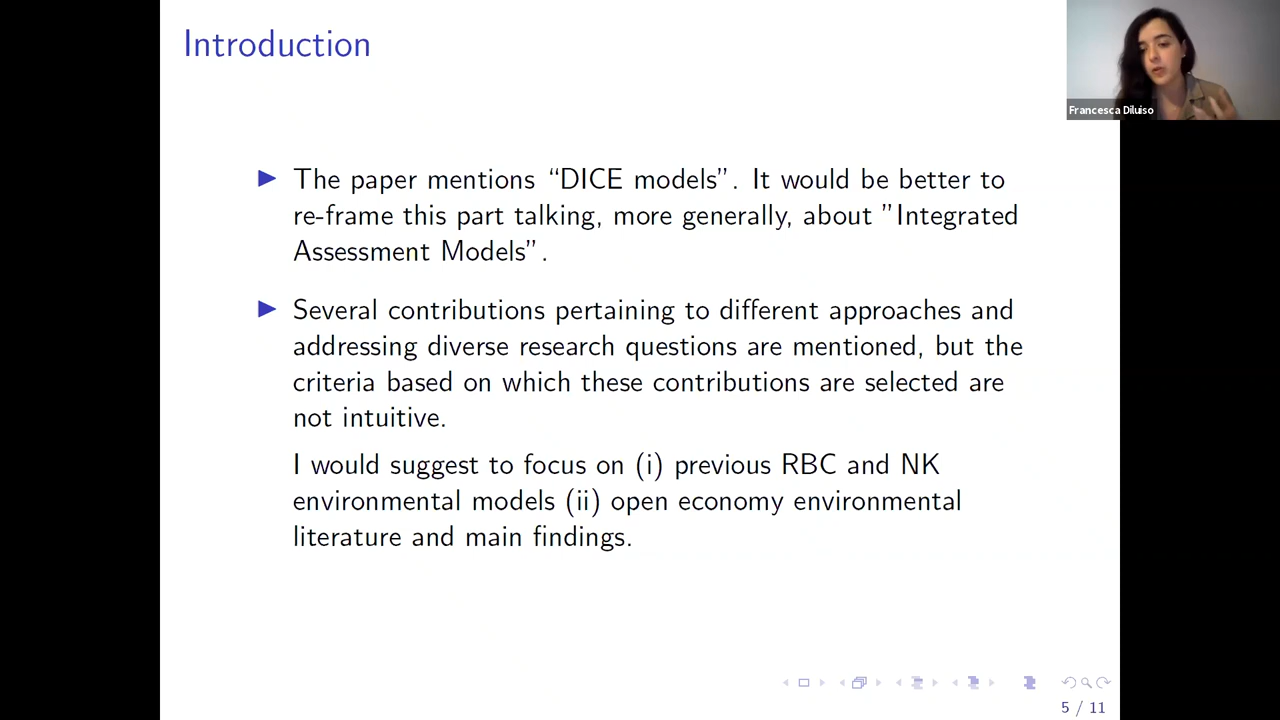 Introduction
Francesca Diluiso
▶ The paper mentions “DICE models”. It would be better to
re-frame this part talking, more generally, about ”Integrated
Assessment Models”.
▶ Several contributions pertaining to different approaches and
addressing diverse research questions are mentioned, but the
criteria based on which these contributions are selected are
not intuitive.
I would suggest to focus on (i) previous RBC and NK
environmental models (ii) open economy environmental
literature and main findings.
5 / 11